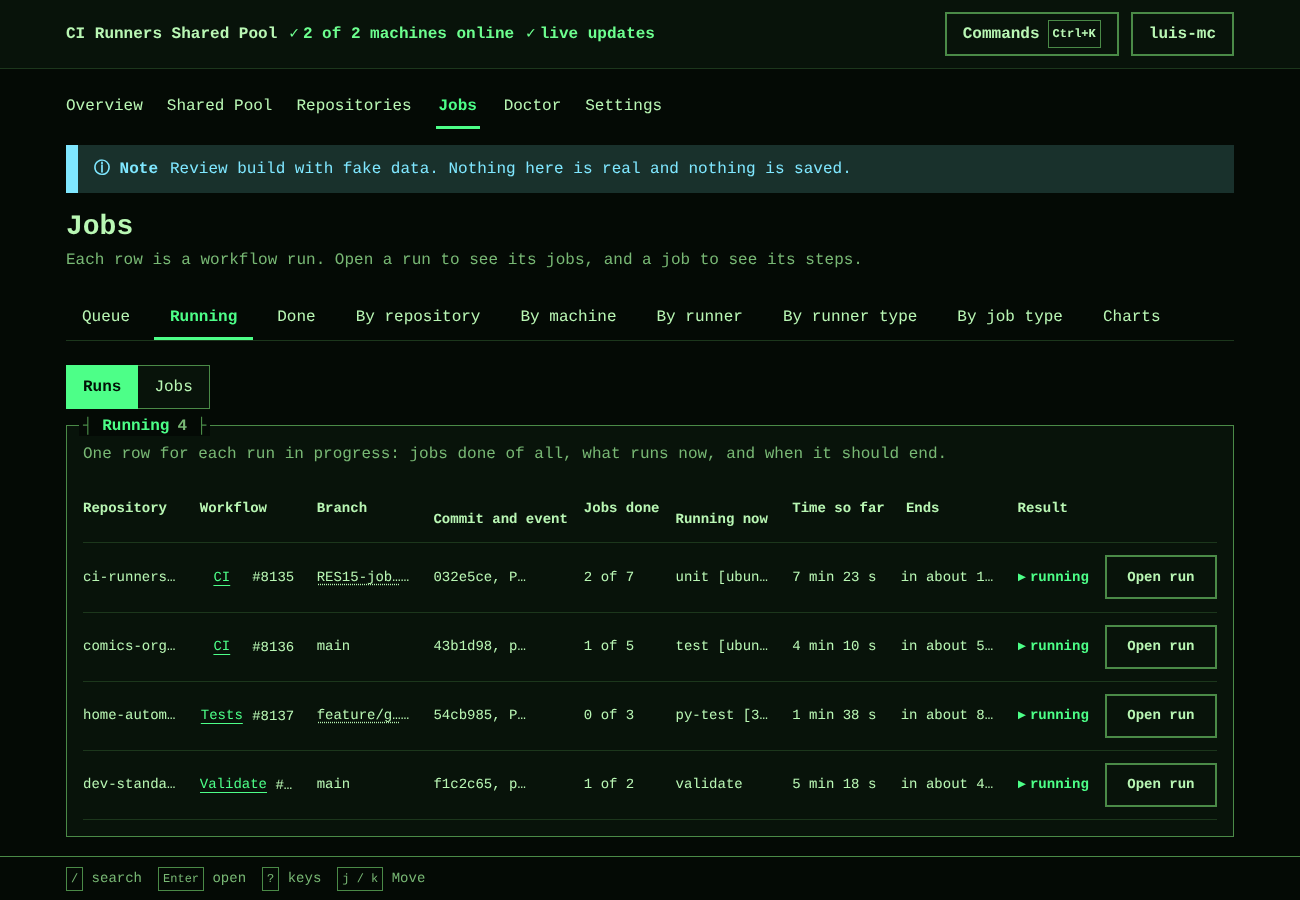 CI Runners Shared Pool ✓ 2 of 2 machines online ✓ live updates Commands Ctrl+K luis-mc
Overview Shared Pool Repositories Jobs Doctor Settings
ⓘ Note Review build with fake data. Nothing here is real and nothing is saved.
Jobs
Each row is a workflow run. Open a run to see its jobs, and a job to see its steps.
Queue Running Done By repository By machine By runner By runner type By job type Charts
Runs Jobs
Running 4
One row for each run in progress: jobs done of all, what runs now, and when it should end.
Repository Workflow Branch Commit and event Jobs done Running now Time so far Ends Result
ci-runners… CI #8135 RES15-job…… 032e5ce, P… 2 of 7 unit [ubun… 7 min 23 s in about 1… ▶ running Open run
comics-org… CI #8136 main 43b1d98, p… 1 of 5 test [ubun… 4 min 10 s in about 5… ▶ running Open run
home-autom… Tests #8137 feature/g…… 54cb985, P… 0 of 3 py-test [3… 1 min 38 s in about 8… ▶ running Open run
dev-standa… Validate #… main f1c2c65, p… 1 of 2 validate 5 min 18 s in about 4… ▶ running Open run
/ search Enter open ? keys j / k Move